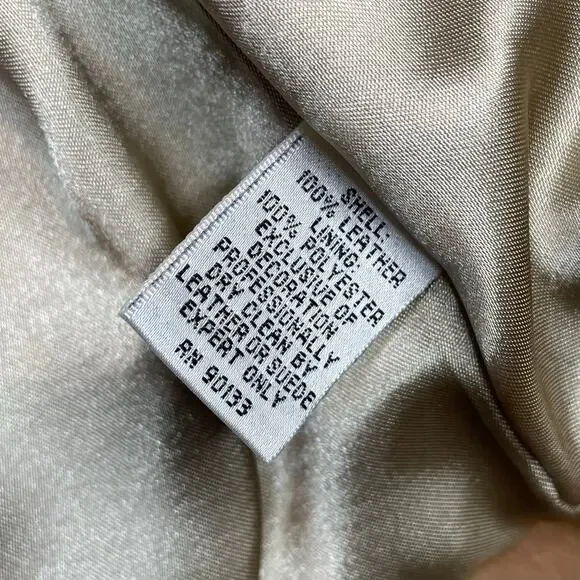 SHELL:
100% LEATHER
LINING:
100% POLYESTER
EXCLUSIVE OF
DECORATION
PROFESSIONALLY
DRY CLEAN BY
LEATHER OR SUEDE
EXPERT ONLY
RN 90133